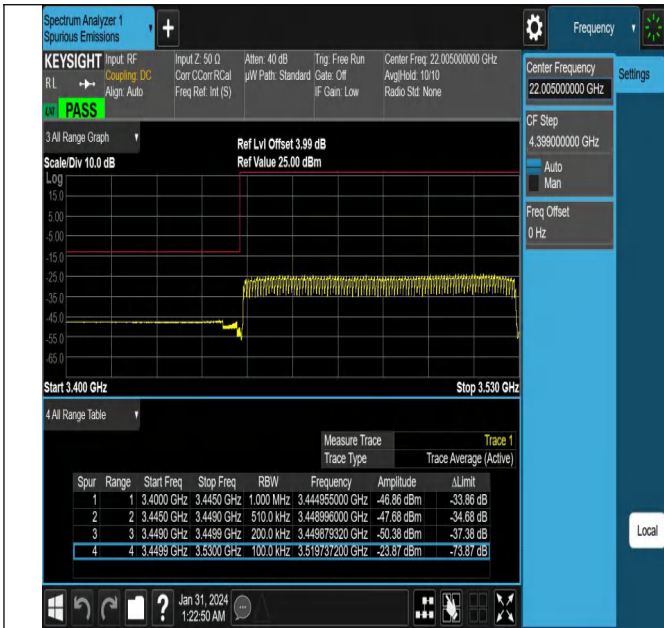 Spectrum Analyzer 1
Spurious Emissions
Frequency
KEYSIGHT
RL
Input: RF
Coupling: DC
Align: Auto
Input Z: 50 Ω
Corr CCorr RCal
Freq Ref: Int (S)
Atten: 40 dB
µW Path: Standard
Trig: Free Run
Gate: Off
IF Gain: Low
Center Freq: 22.005000000 GHz
Avg|Hold: 10/10
Radio Std: None
LXI
PASS
Center Frequency
22.005000000 GHz
Settings
CF Step
4.399000000 GHz
Auto
Man
Freq Offset
0 Hz
3 All Range Graph
Scale/Div 10.0 dB
Ref Lvl Offset 3.99 dB
Ref Value 25.00 dBm
Log
15.0
5.00
-5.00
-15.0
-25.0
-35.0
-45.0
-55.0
-65.0
Start 3.400 GHz
Stop 3.530 GHz
4 All Range Table
Measure Trace Trace 1
Trace Type Trace Average (Active)
Spur Range Start Freq Stop Freq RBW Frequency Amplitude ΔLimit
1 1 3.4000 GHz 3.4450 GHz 1.000 MHz 3.444955000 GHz -46.86 dBm -33.86 dB
2 2 3.4450 GHz 3.4490 GHz 510.0 kHz 3.448996000 GHz -47.68 dBm -34.68 dB
3 3 3.4490 GHz 3.4499 GHz 200.0 kHz 3.449879320 GHz -50.38 dBm -37.38 dB
4 4 3.4499 GHz 3.5300 GHz 100.0 kHz 3.519737200 GHz -23.87 dBm -73.87 dB
Local
?
Jan 31, 2024
1:22:50 AM